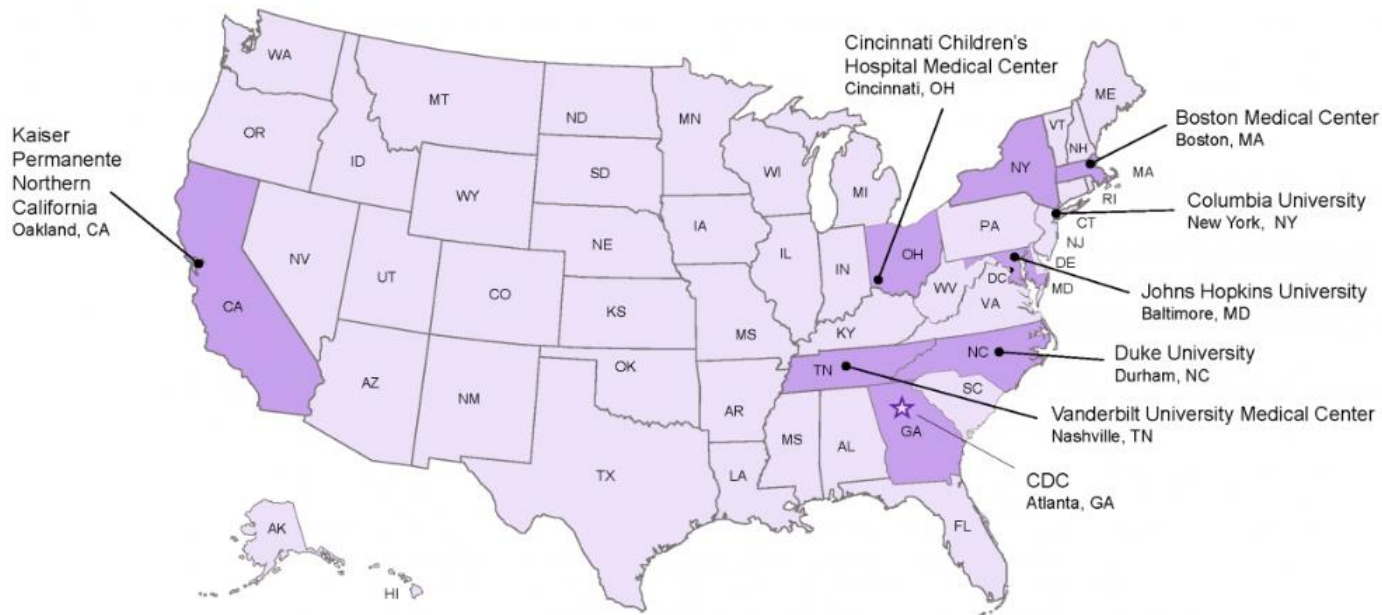 Cincinnati Children's
Hospital Medical Center
Cincinnati, OH
Kaiser
Permanente
Northern
California
Oakland, CA
Boston Medical Center
Boston, MA
Columbia University
New York, NY
Johns Hopkins University
Baltimore, MD
Duke University
Durham, NC
Vanderbilt University Medical Center
Nashville, TN
CDC
Atlanta, GA
WA
OR
CA
NV
ID
MT
WY
UT
AZ
CO
NM
ND
SD
NE
KS
OK
TX
MN
IA
MS
AR
LA
WI
IL
MI
IN
OH
KY
TN
MS
AL
GA
FL
SC
NC
VA
WV
DC
PA
NY
VT
NH
ME
MA
RI
CT
NJ
DE
MD
AK
HI